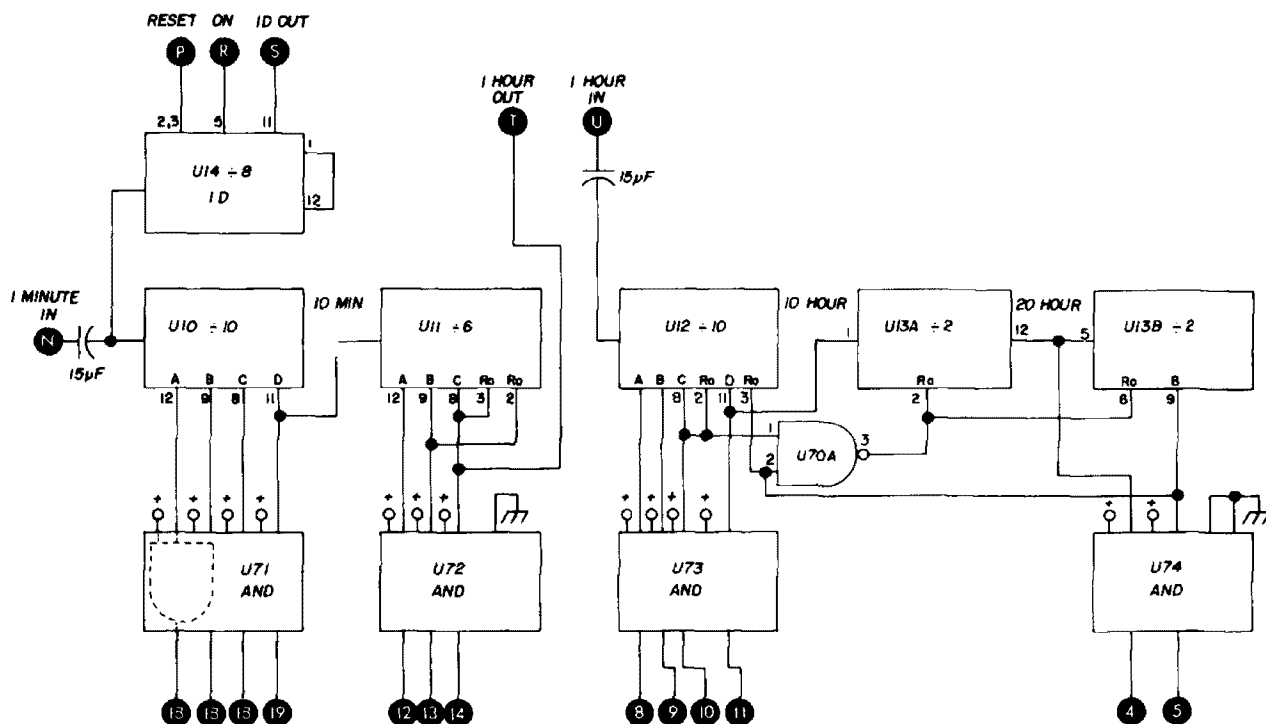 RESET ON 1D OUT
P R S
1 HOUR OUT
1 HOUR IN
T U
2,3 5 11
1
U14 ÷8
1D
12
15µF
1 MINUTE IN
N
15µF
U10 ÷10
10 MIN
U11 ÷6
U12 ÷10
10 HOUR
1
U13A ÷2
12
20 HOUR
5
U13B ÷2
A B C D
12 9 8 11
A B C Ro Ro
12 9 8 3 2
A B C Ro D Ro
8 2 11 3
Ro
2
Ro B
6 9
1
2
3
U70A
+ + + +
+ + +
+ + + +
+ +
U71
AND
U72
AND
U73
AND
U74
AND
18 18 18 19
12 13 14
8 9 10 11
4 5